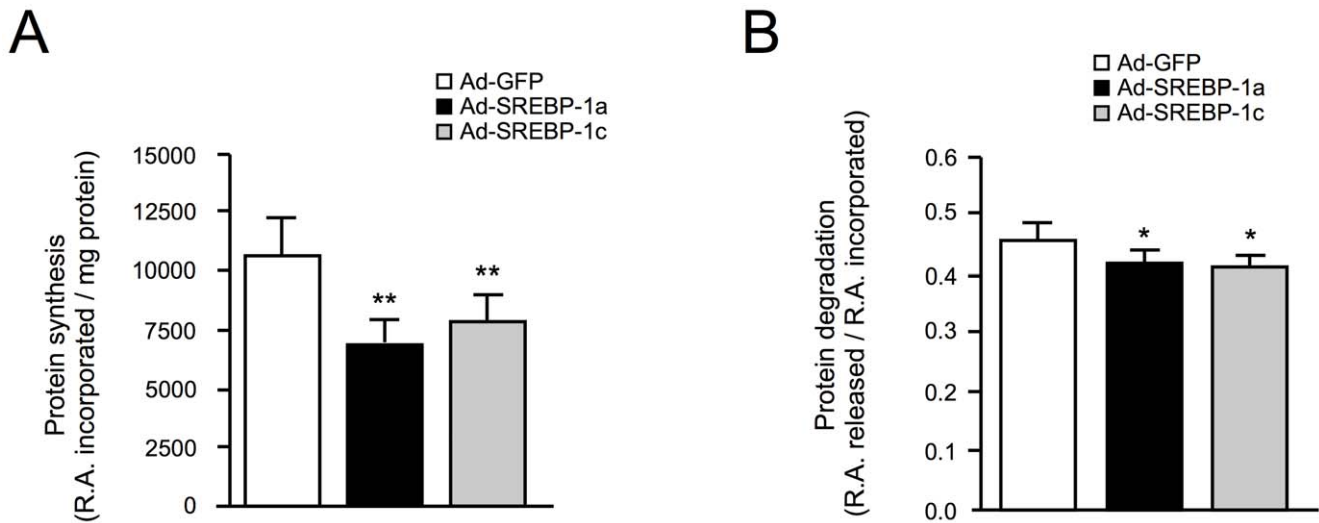 A
Ad-GFP
Ad-SREBP-1a
Ad-SREBP-1c
Protein synthesis
(R.A. incorporated / mg protein)
15000
12500
10000
7500
5000
2500
0
**
**
B
Ad-GFP
Ad-SREBP-1a
Ad-SREBP-1c
Protein degradation
(R.A. released / R.A. incorporated)
0.6
0.5
0.4
0.3
0.2
0.1
0.0
*
*